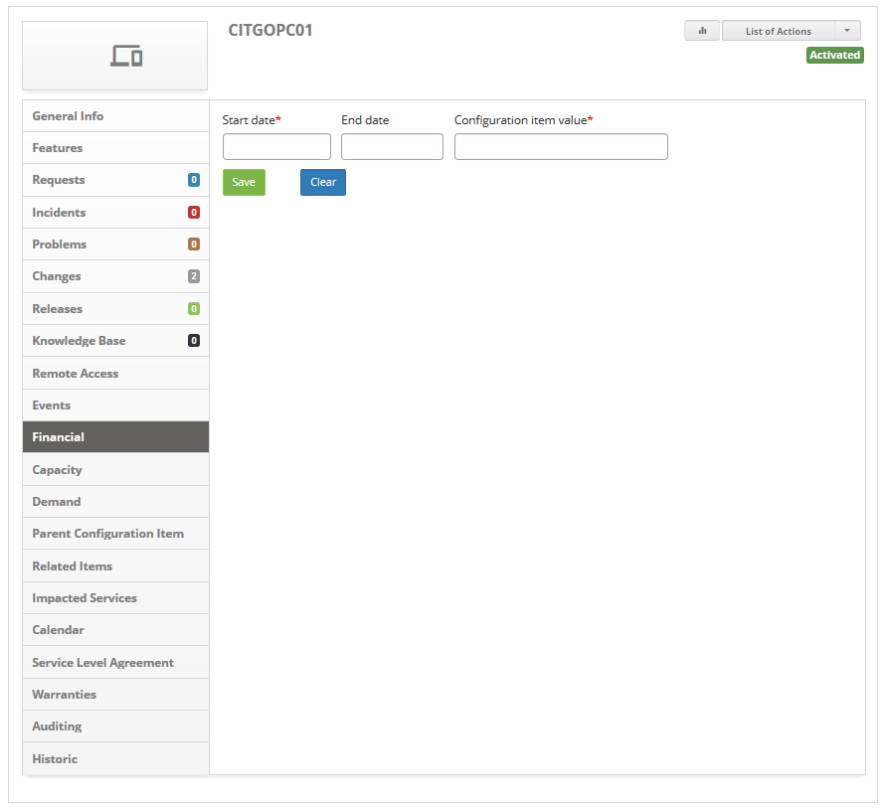 CITGOPC01
List of Actions
Activated
General Info
Features
Requests 0
Incidents 0
Problems 0
Changes 2
Releases 0
Knowledge Base 0
Remote Access
Events
Financial
Capacity
Demand
Parent Configuration Item
Related Items
Impacted Services
Calendar
Service Level Agreement
Warranties
Auditing
Historic
Start date* End date Configuration item value*
Save Clear